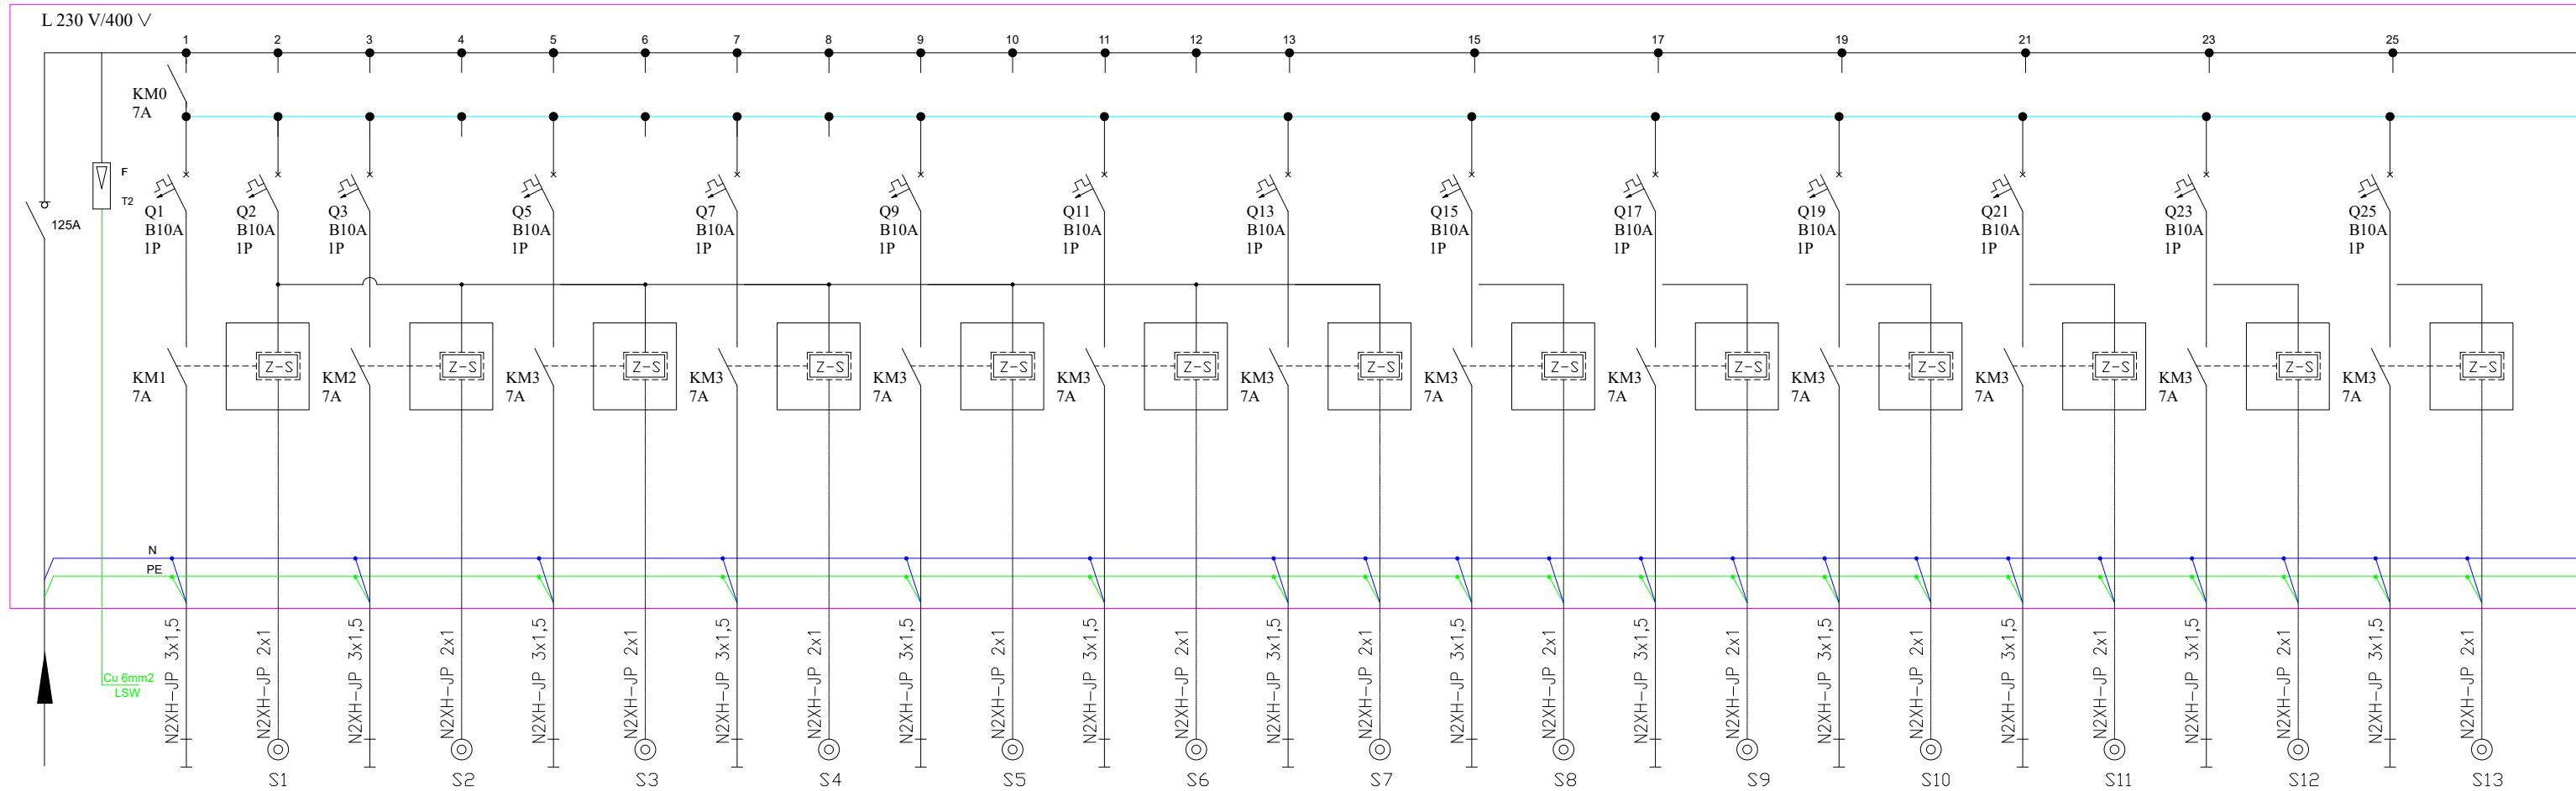 L 230 V/400 V
1 2 3 4 5 6 7 8 9 10 11 12 13 15 17 19 21 23 25
KM0
7A
F
T2
125A
Q1 Q2 Q3 Q5 Q7 Q9 Q11 Q13 Q15 Q17 Q19 Q21 Q23 Q25
B10A B10A B10A B10A B10A B10A B10A B10A B10A B10A B10A B10A B10A B10A
1P 1P 1P 1P 1P 1P 1P 1P 1P 1P 1P 1P 1P 1P
Z-S Z-S Z-S Z-S Z-S Z-S Z-S Z-S Z-S Z-S Z-S Z-S Z-S
KM1 KM2 KM3 KM3 KM3 KM3 KM3 KM3 KM3 KM3 KM3 KM3 KM3
7A 7A 7A 7A 7A 7A 7A 7A 7A 7A 7A 7A 7A
N
PE
Cu 6mm2
LSW
N2XH-JP 3x1,5
N2XH-JP 2x1
N2XH-JP 3x1,5
N2XH-JP 2x1
N2XH-JP 3x1,5
N2XH-JP 2x1
N2XH-JP 3x1,5
N2XH-JP 2x1
N2XH-JP 3x1,5
N2XH-JP 2x1
N2XH-JP 3x1,5
N2XH-JP 2x1
N2XH-JP 3x1,5
N2XH-JP 2x1
N2XH-JP 3x1,5
N2XH-JP 2x1
N2XH-JP 3x1,5
N2XH-JP 2x1
N2XH-JP 3x1,5
N2XH-JP 2x1
N2XH-JP 3x1,5
N2XH-JP 2x1
N2XH-JP 3x1,5
N2XH-JP 2x1
N2XH-JP 3x1,5
N2XH-JP 2x1
S1 S2 S3 S4 S5 S6 S7 S8 S9 S10 S11 S12 S13